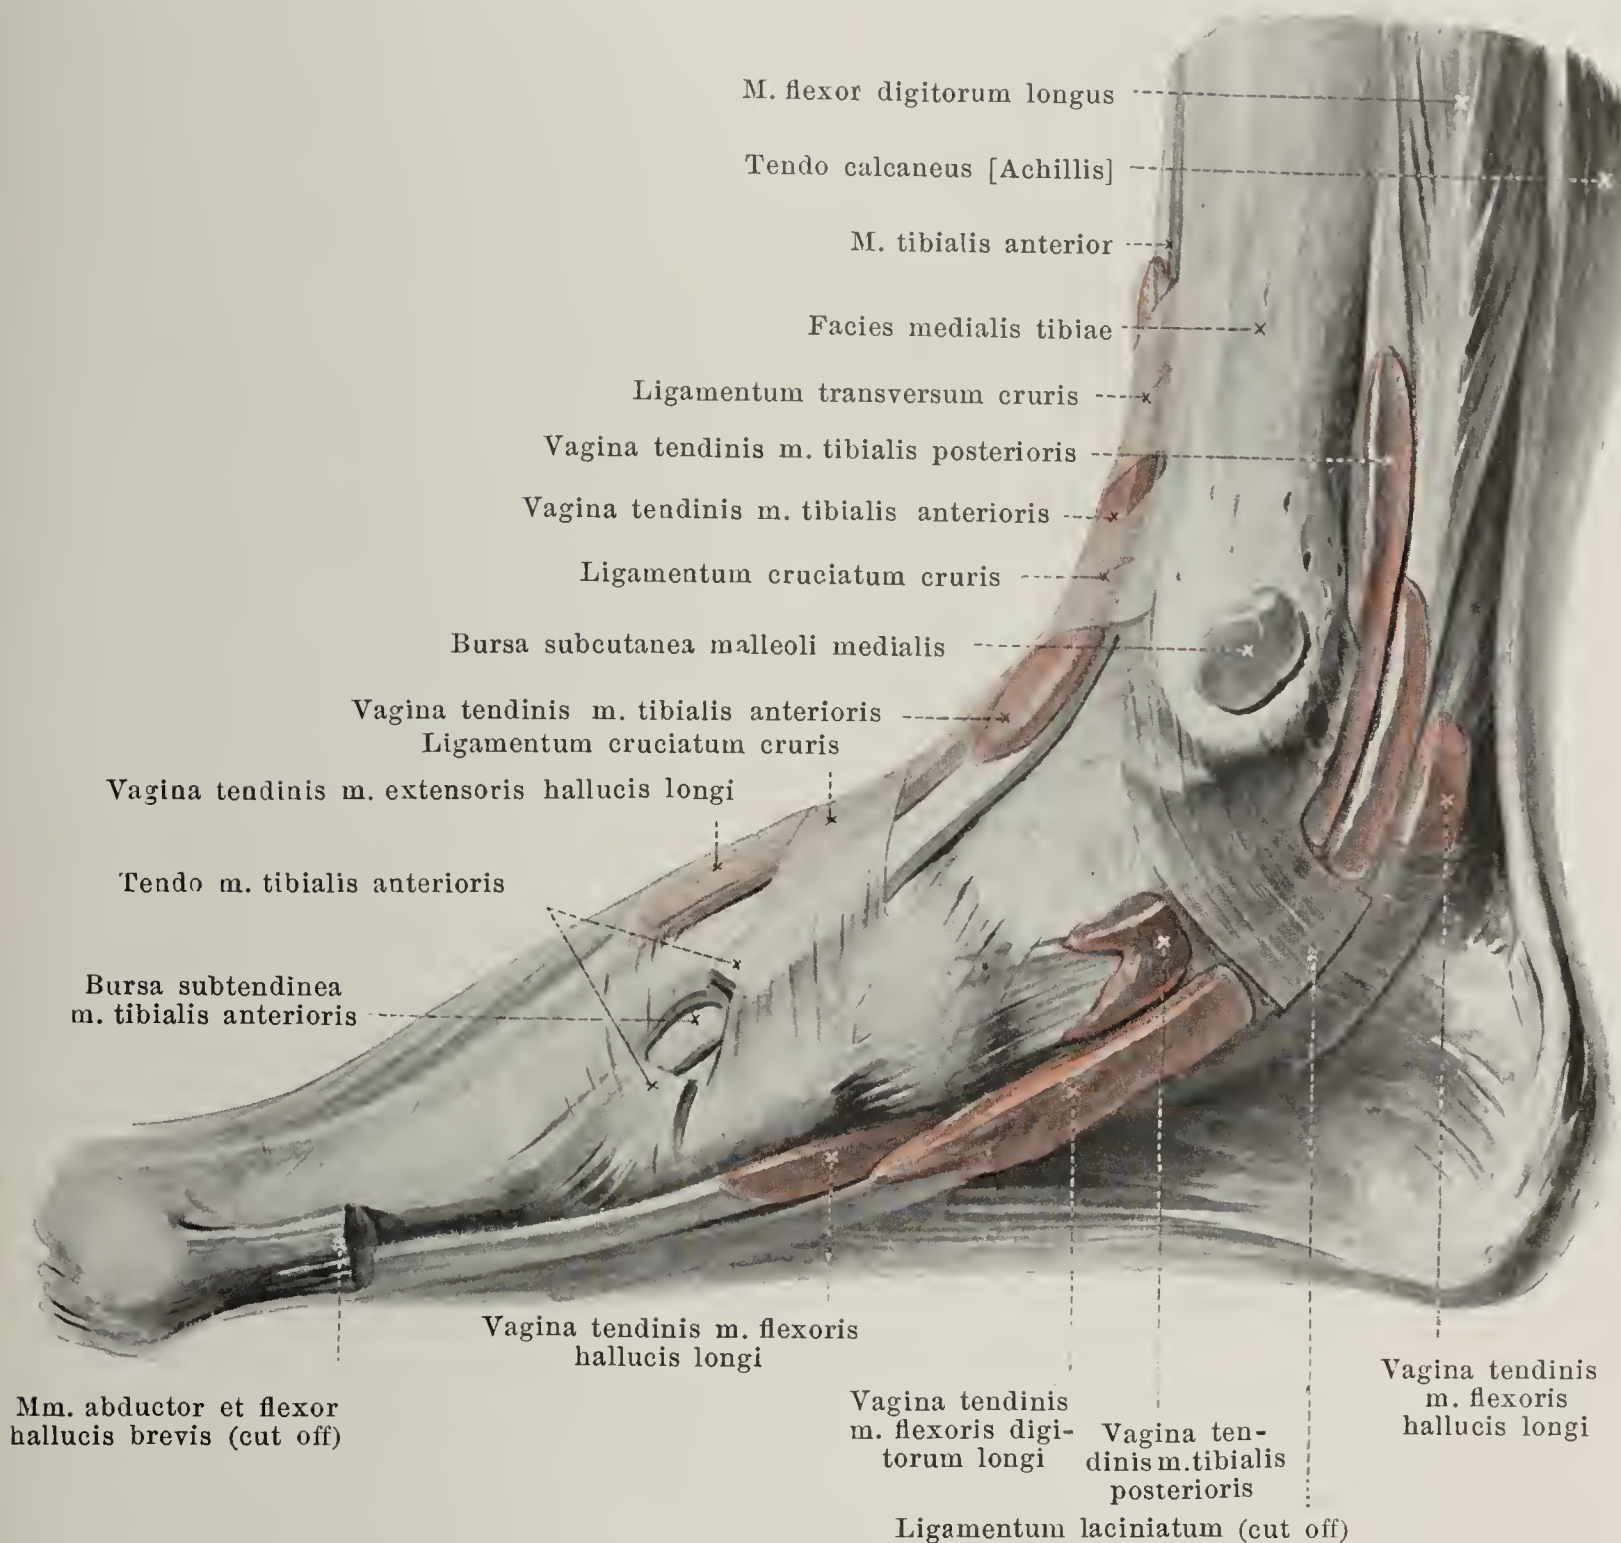 M. flexor digitorum longus
Tendo calcaneus [Achillis]
M. tibialis anterior
Facies medialis tibiae
Ligamentum transversum cruris
Vagina tendinis m. tibialis posterioris
Vagina tendinis m. tibialis anterioris
Ligamentum cruciatum cruris
Bursa subcutanea malleoli medialis
Vagina tendinis m. tibialis anterioris
Ligamentum cruciatum cruris
Vagina tendinis m. extensoris hallucis longi
Tendo m. tibialis anterioris
Bursa subtendinea
m. tibialis anterioris
Mm. abductor et flexor
hallucis brevis (cut off)
Vagina tendinis m. flexoris
hallucis longi
Vagina tendinis
m. flexoris digi-
torum longi
Vagina ten-
dinis m. tibialis
posterioris
Ligamentum laciniatum (cut off)
Vagina tendinis
m. flexoris
hallucis longi